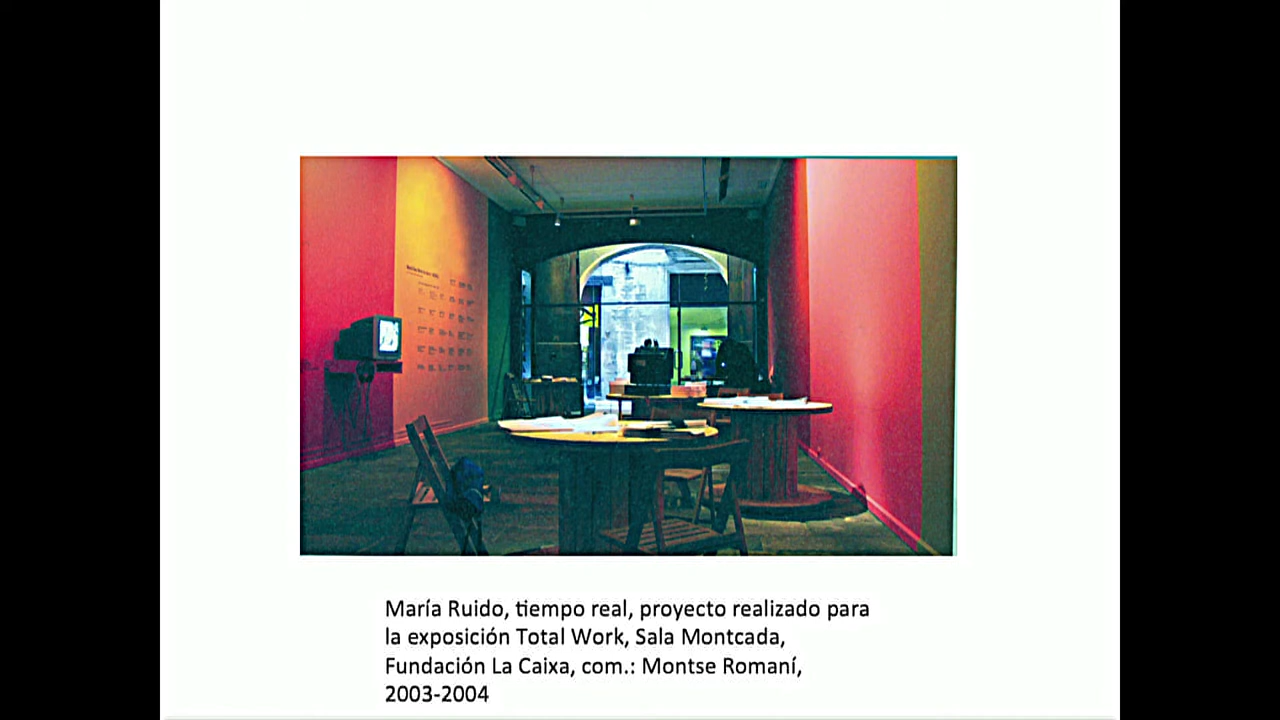 María Ruido, tiempo real, proyecto realizado para
la exposición Total Work, Sala Montcada,
Fundación La Caixa, com.: Montse Romaní,
2003-2004